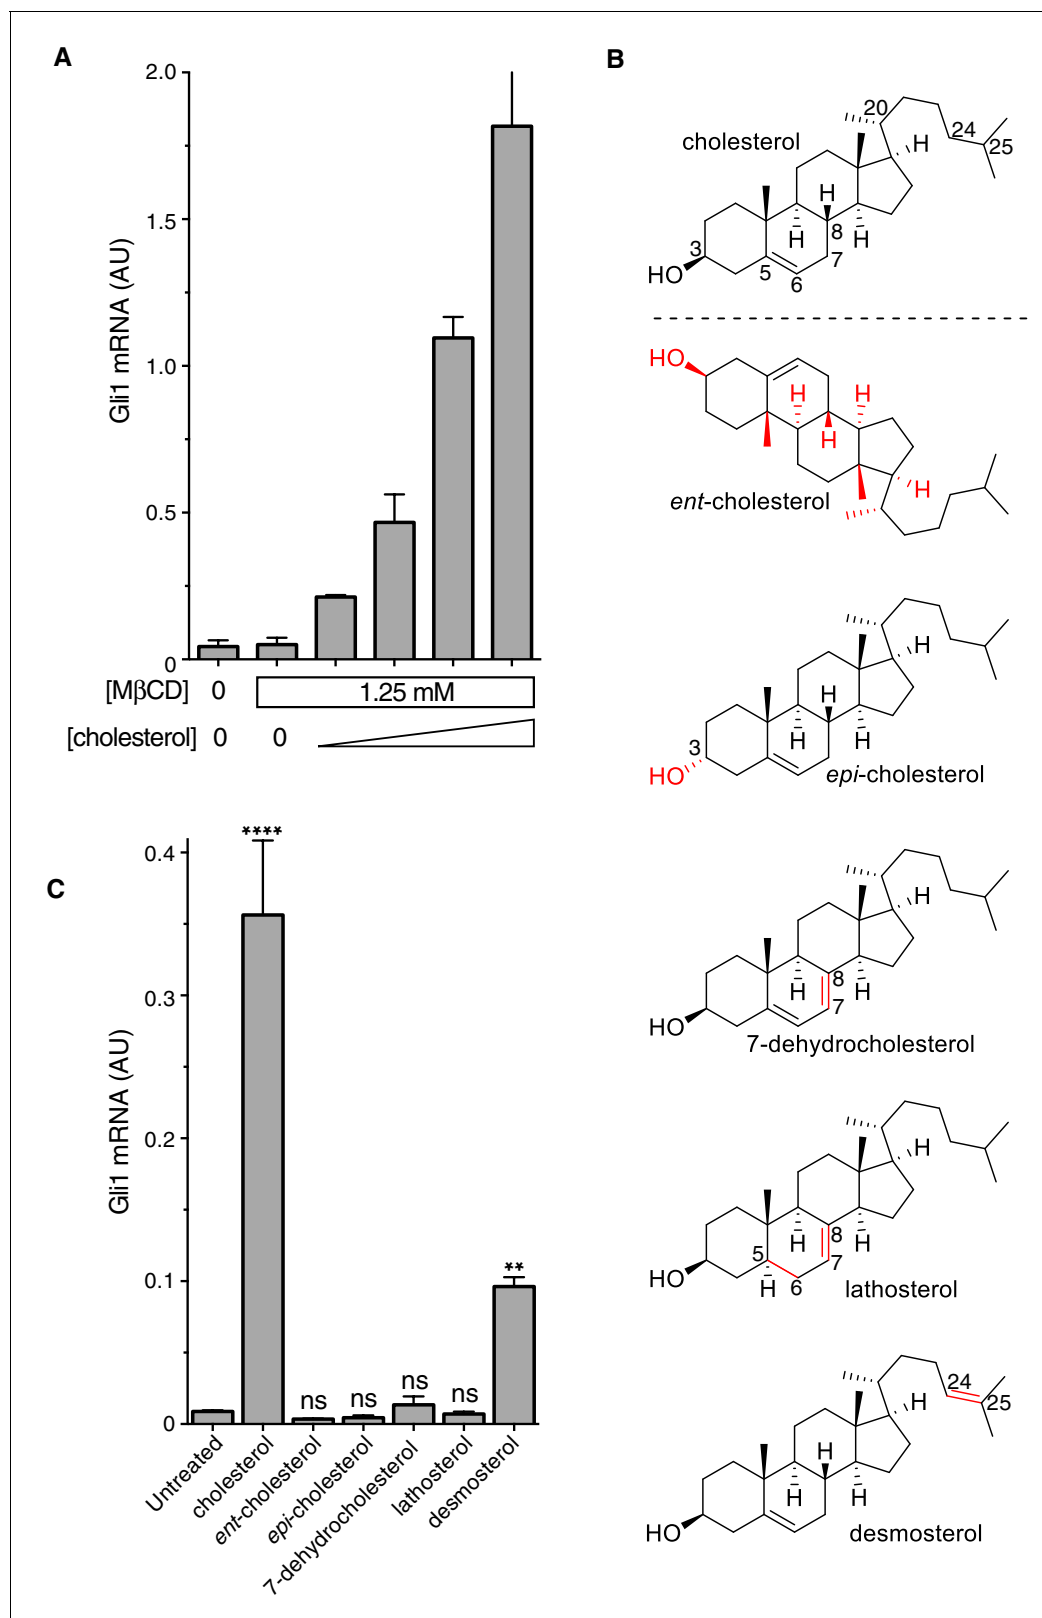 A
Gli1 mRNA (AU)
2.0
1.5
1.0
0.5
0
[MβCD] 0 1.25 mM
[cholesterol] 0 0
B
cholesterol
20
24
25
H
H
8
H
H
7
3
5
6
HO
HO
H
H
H
H
ent-cholesterol
H
H
H
H
3
HO
epi-cholesterol
H
8
H
H
7
HO
7-dehydrocholesterol
H
8
H
H
5
7
6
H
HO
lathosterol
24
25
H
H
H
H
HO
desmosterol
C
Gli1 mRNA (AU)
0.4
0.3
0.2
0.1
0
****
ns
ns
ns
ns
**
Untreated
cholesterol
ent-cholesterol
epi-cholesterol
7-dehydrocholesterol
lathosterol
desmosterol